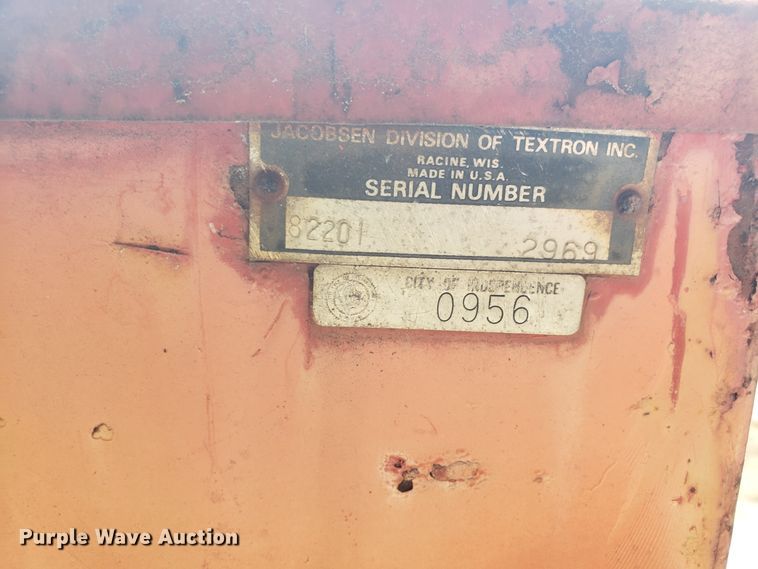 JACOBSEN DIVISION OF TEXTRON INC.
RACINE, WIS.
MADE IN U.S.A.
SERIAL NUMBER
82201 2969
CITY OF INDEPENDENCE
0956
Purple Wave Auction